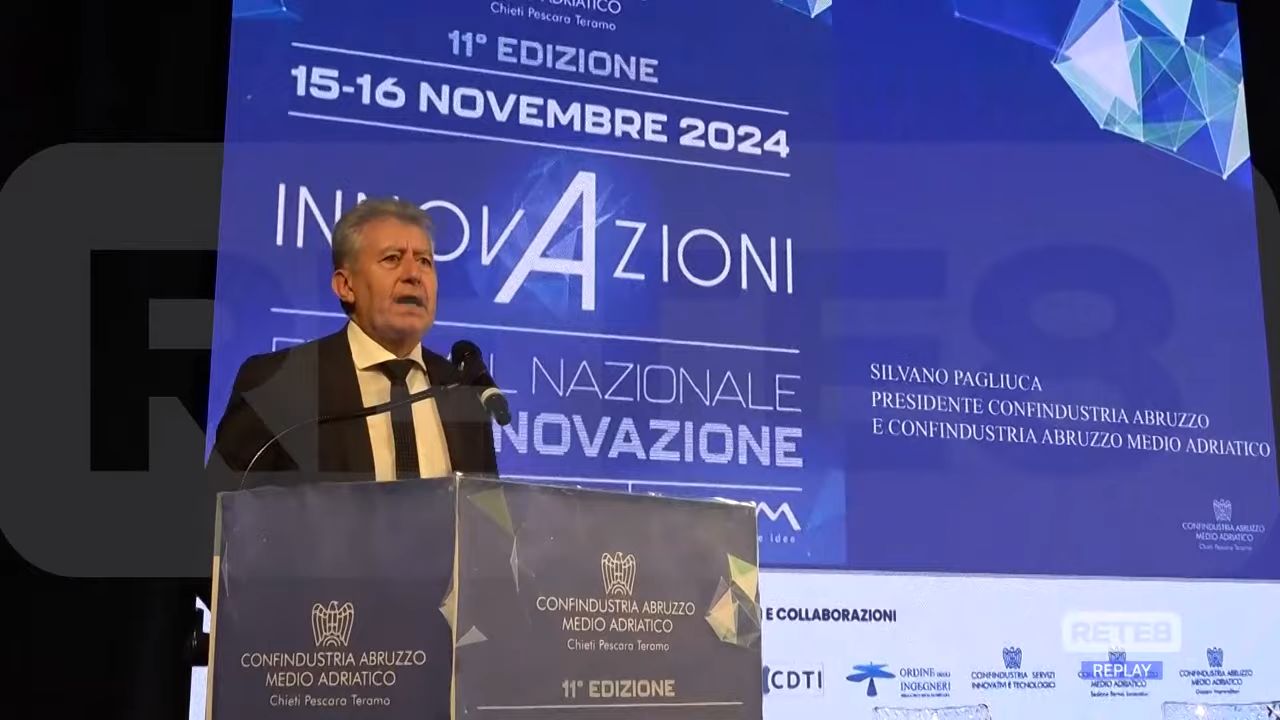 Chieti Pescara Teramo
11° EDIZIONE
15-16 NOVEMBRE 2024
INNOVAZIONI
NAZIONALE
SILVANO PAGLIUCA
PRESIDENTE CONFINDUSTRIA ABRUZZO
E CONFINDUSTRIA ABRUZZO MEDIO ADRIATICO
CONFINDUSTRIA ABRUZZO
MEDIO ADRIATICO
Chieti Pescara Teramo
CONFINDUSTRIA ABRUZZO
MEDIO ADRIATICO
Chieti Pescara Teramo
CONFINDUSTRIA ABRUZZO
MEDIO ADRIATICO
Chieti Pescara Teramo
11° EDIZIONE
E COLLABORAZIONI
CDTI
ORDINE DEGLI
INGEGNERI
CONFINDUSTRIA SERVIZI
INNOVATIVI E TECNOLOGICI
CONFINDUSTRIA ABRUZZO
MEDIO ADRIATICO
RETE8
REPLAY
RETE8